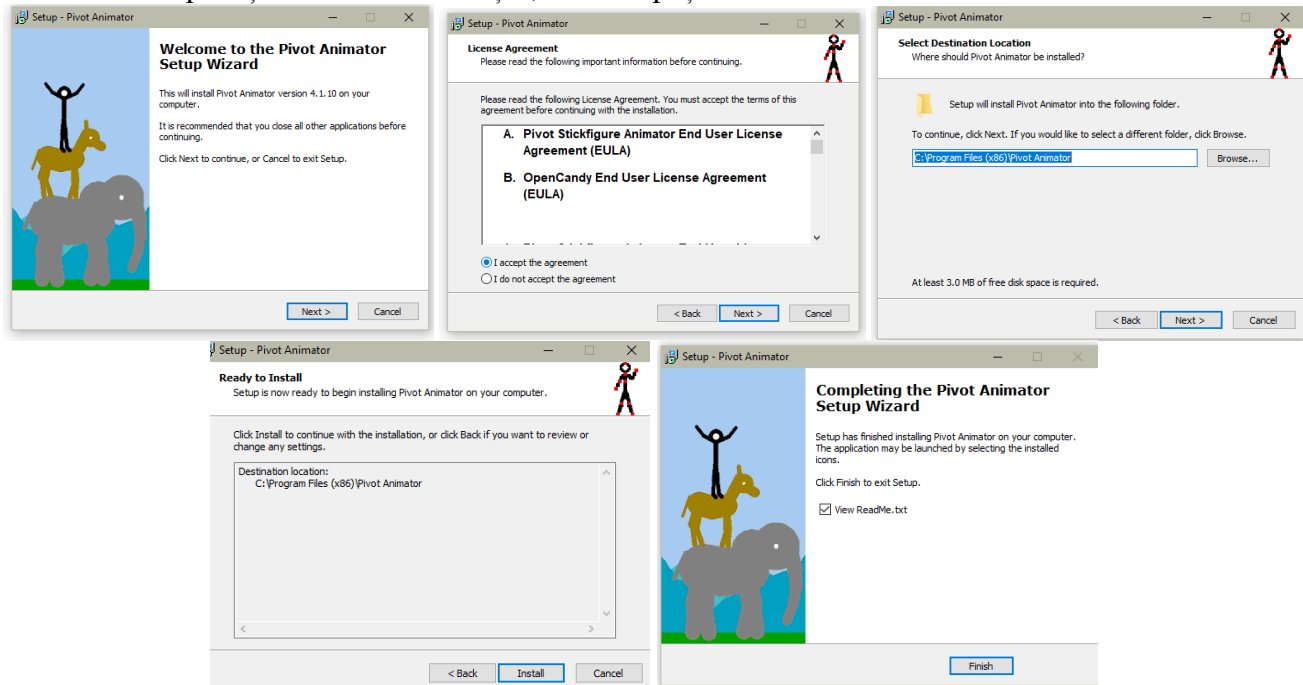 Setup - Pivot Animator
Welcome to the Pivot Animator
Setup Wizard
This will install Pivot Animator version 4.1.10 on your
computer.
It is recommended that you close all other applications before
continuing.
Click Next to continue, or Cancel to exit Setup.
Next >
Cancel
Setup - Pivot Animator
License Agreement
Please read the following important information before continuing.
Please read the following License Agreement. You must accept the terms of this
agreement before continuing with the installation.
A. Pivot Stickfigure Animator End User License
Agreement (EULA)
B. OpenCandy End User License Agreement
(EULA)
I accept the agreement
I do not accept the agreement
< Back
Next >
Cancel
Setup - Pivot Animator
Select Destination Location
Where should Pivot Animator be installed?
Setup will install Pivot Animator into the following folder.
To continue, click Next. If you would like to select a different folder, click Browse.
C:\Program Files (x86)\Pivot Animator
Browse...
At least 3.0 MB of free disk space is required.
< Back
Next >
Cancel
Setup - Pivot Animator
Ready to Install
Setup is now ready to begin installing Pivot Animator on your computer.
Click Install to continue with the installation, or click Back if you want to review or
change any settings.
Destination location:
C:\Program Files (x86)\Pivot Animator
< Back
Install
Cancel
Setup - Pivot Animator
Completing the Pivot Animator
Setup Wizard
Setup has finished installing Pivot Animator on your computer.
The application may be launched by selecting the installed
icons.
Click Finish to exit Setup.
View ReadMe.txt
Finish